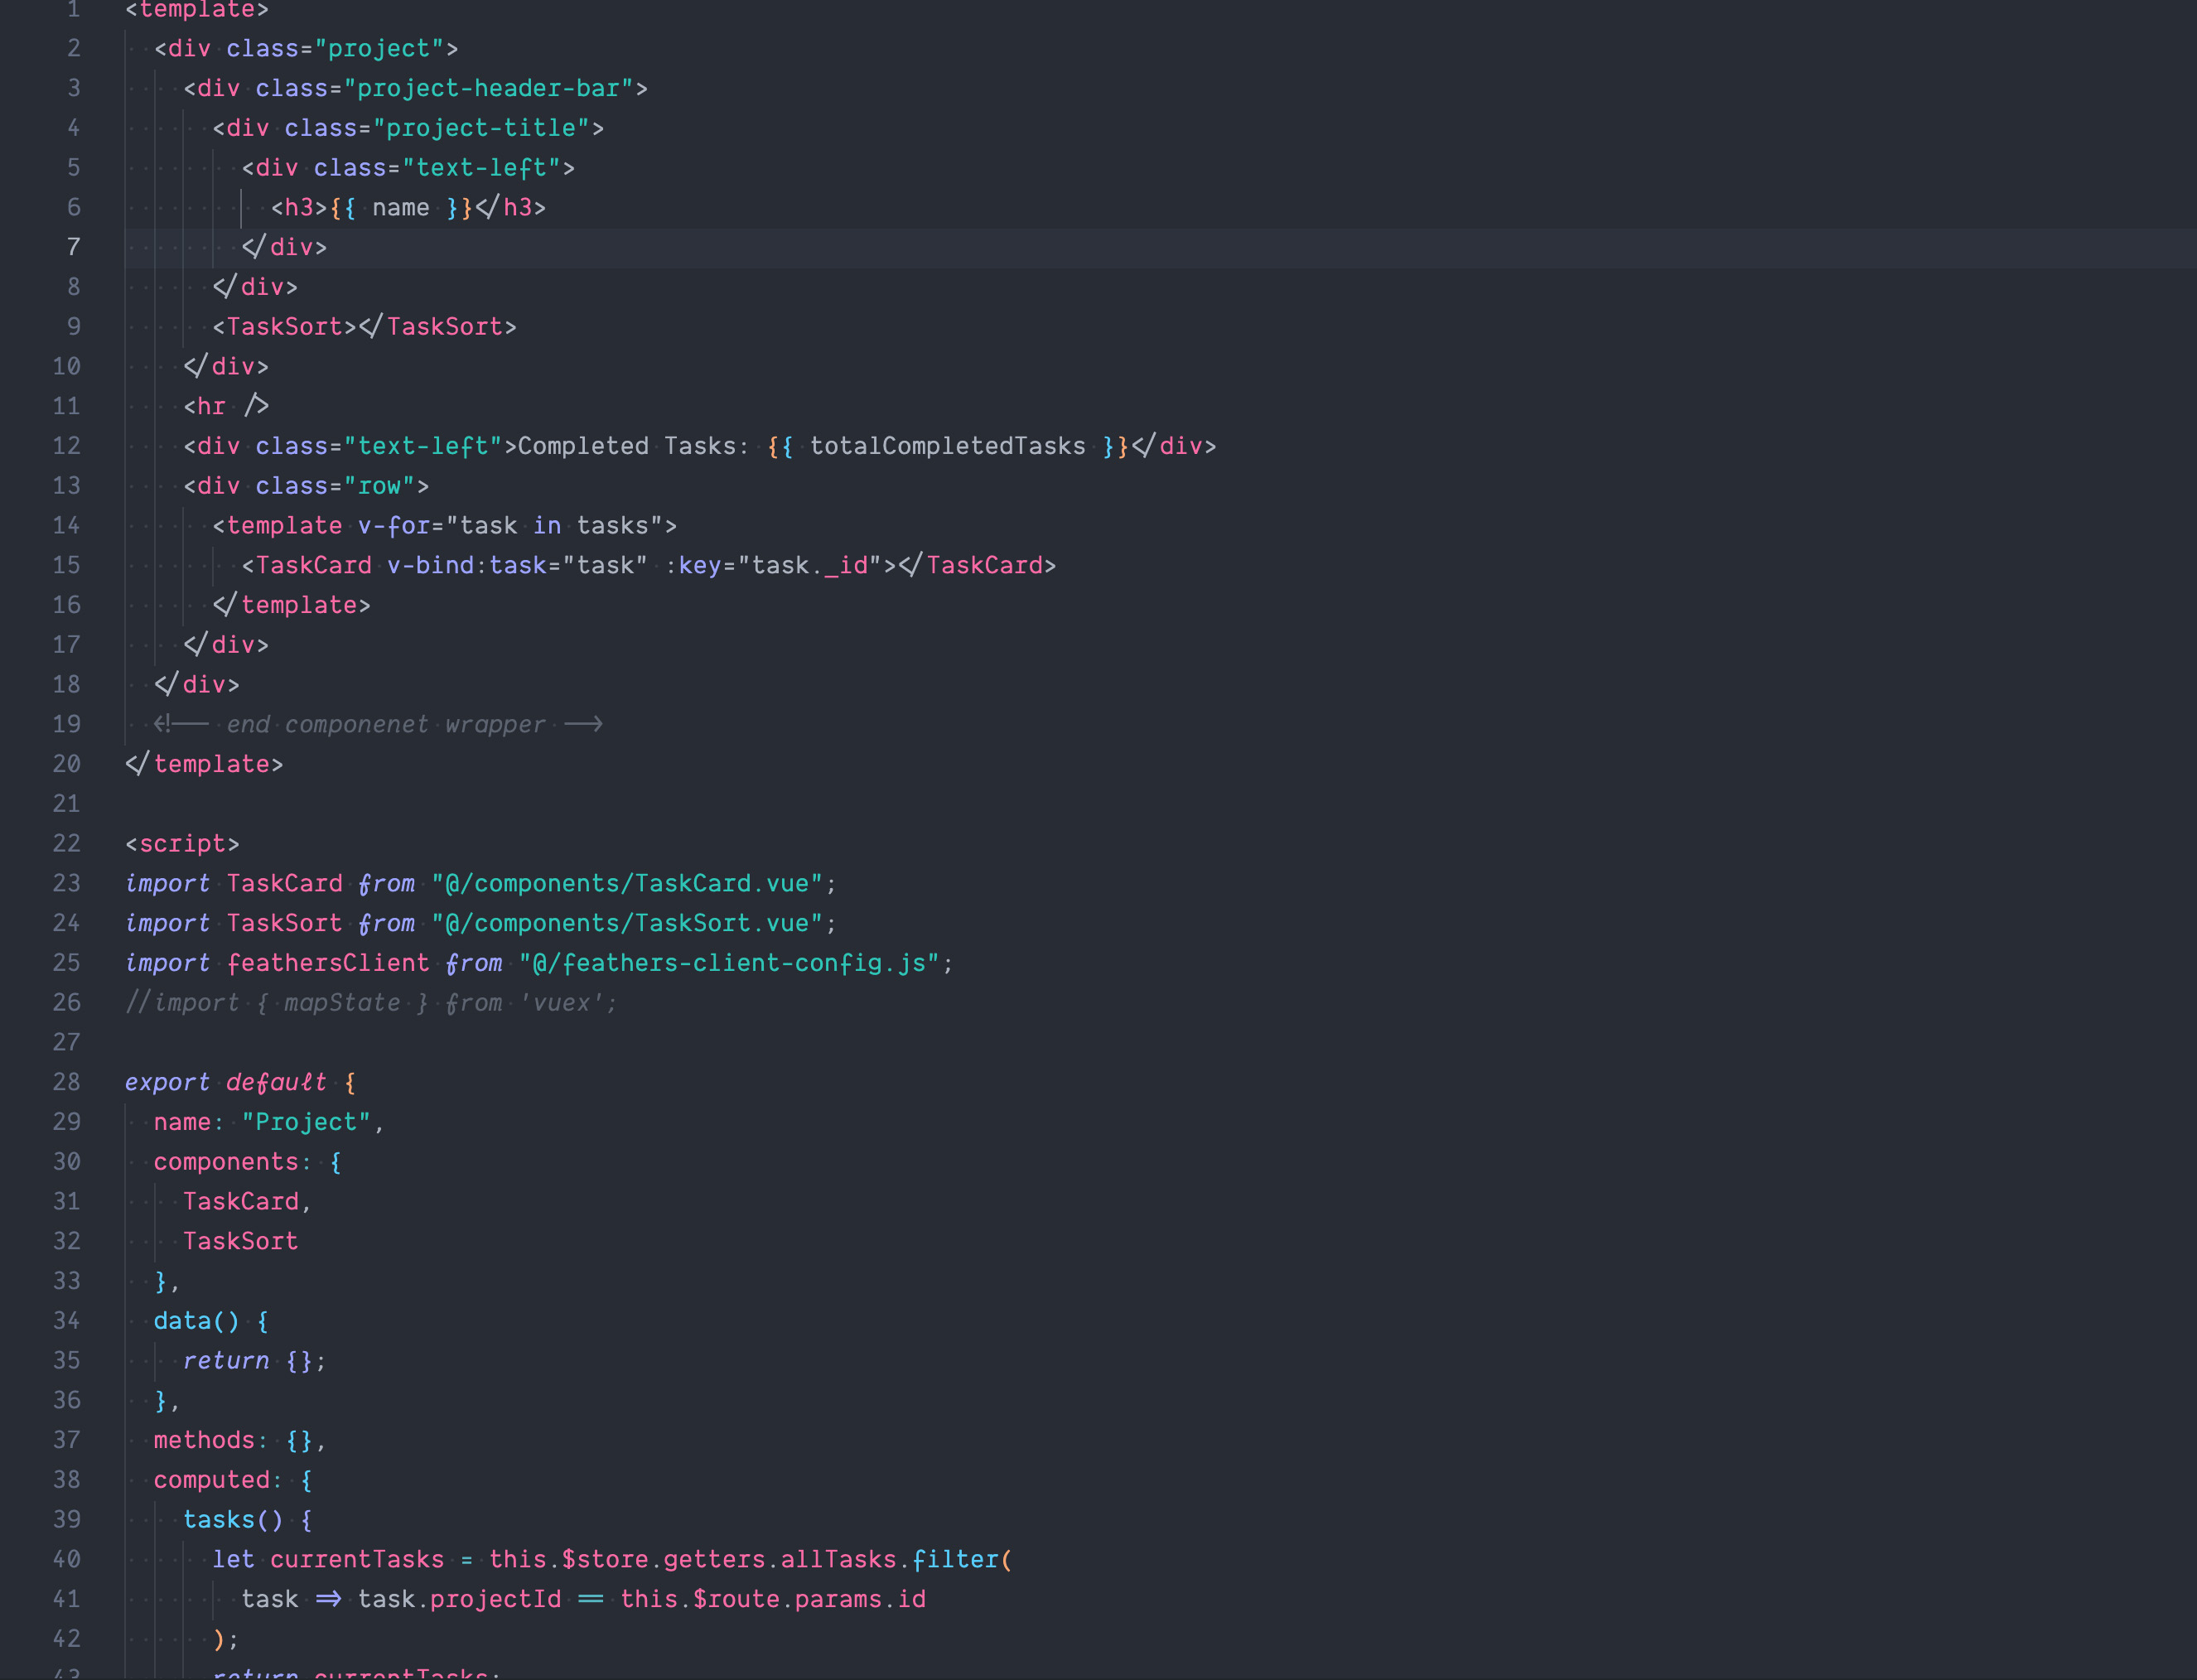 1 <template>
2 <div class="project">
3 <div class="project-header-bar">
4 <div class="project-title">
5 <div class="text-left">
6 <h3>{{ name }}</h3>
7 </div>
8 </div>
9 <TaskSort></TaskSort>
10 </div>
11 <hr />
12 <div class="text-left">Completed Tasks: {{ totalCompletedTasks }}</div>
13 <div class="row">
14 <template v-for="task in tasks">
15 <TaskCard v-bind:task="task" :key="task._id"></TaskCard>
16 </template>
17 </div>
18 </div>
19 <!-- end componenet wrapper -->
20 </template>
21
22 <script>
23 import TaskCard from "@/components/TaskCard.vue";
24 import TaskSort from "@/components/TaskSort.vue";
25 import feathersClient from "@/feathers-client-config.js";
26 //import { mapState } from 'vuex';
27
28 export default {
29 name: "Project",
30 components: {
31 TaskCard,
32 TaskSort
33 },
34 data() {
35 return {};
36 },
37 methods: {},
38 computed: {
39 tasks() {
40 let currentTasks = this.$store.getters.allTasks.filter(
41 task => task.projectId == this.$route.params.id
42 );
43 return currentTasks;